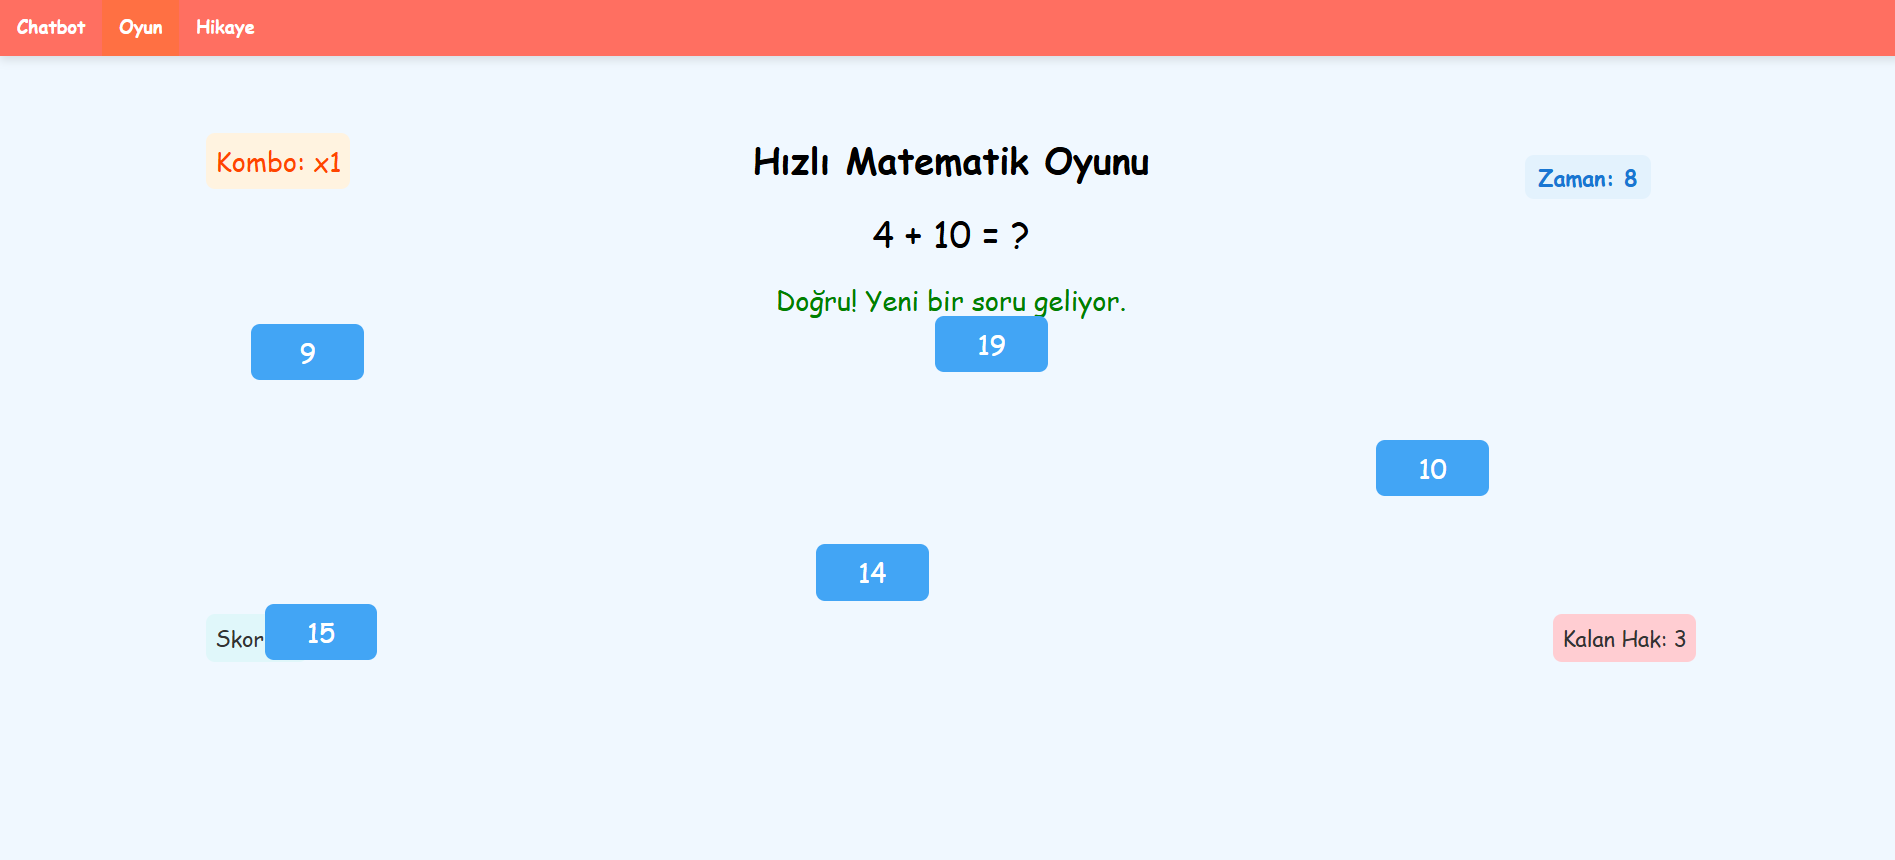 Chatbot Oyun Hikaye
Kombo: x1
Hızlı Matematik Oyunu
Zaman: 8
4 + 10 = ?
Doğru! Yeni bir soru geliyor.
9
19
10
14
Skor
15
Kalan Hak: 3